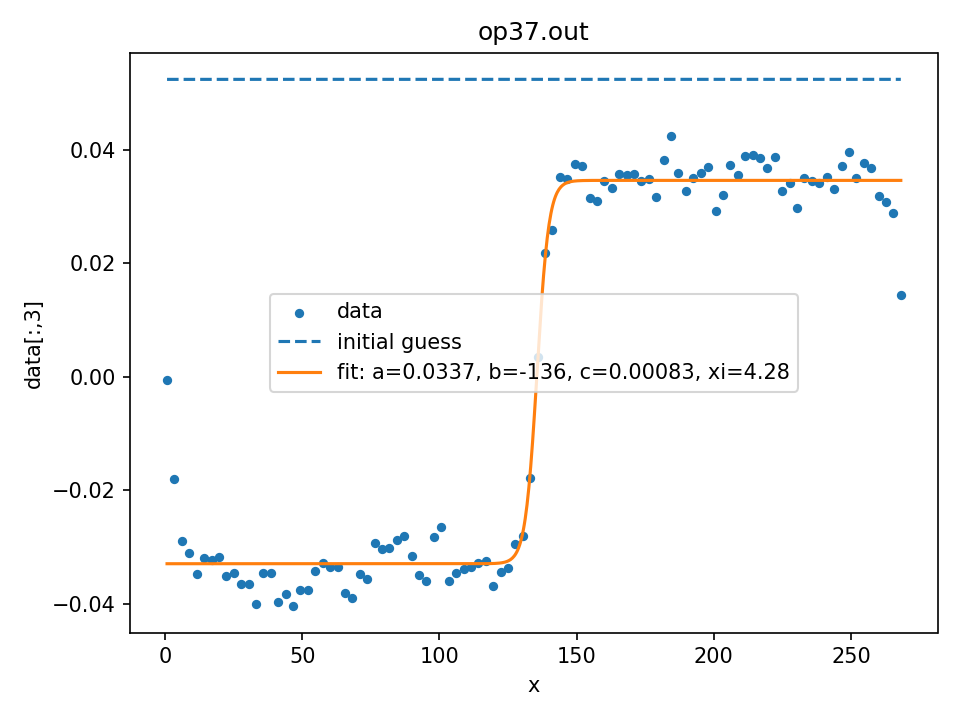 op37.out
data[:,3]
0.04
0.02
0.00
−0.02
−0.04
data
initial guess
fit: a=0.0337, b=-136, c=0.00083, xi=4.28
0 50 100 150 200 250
x